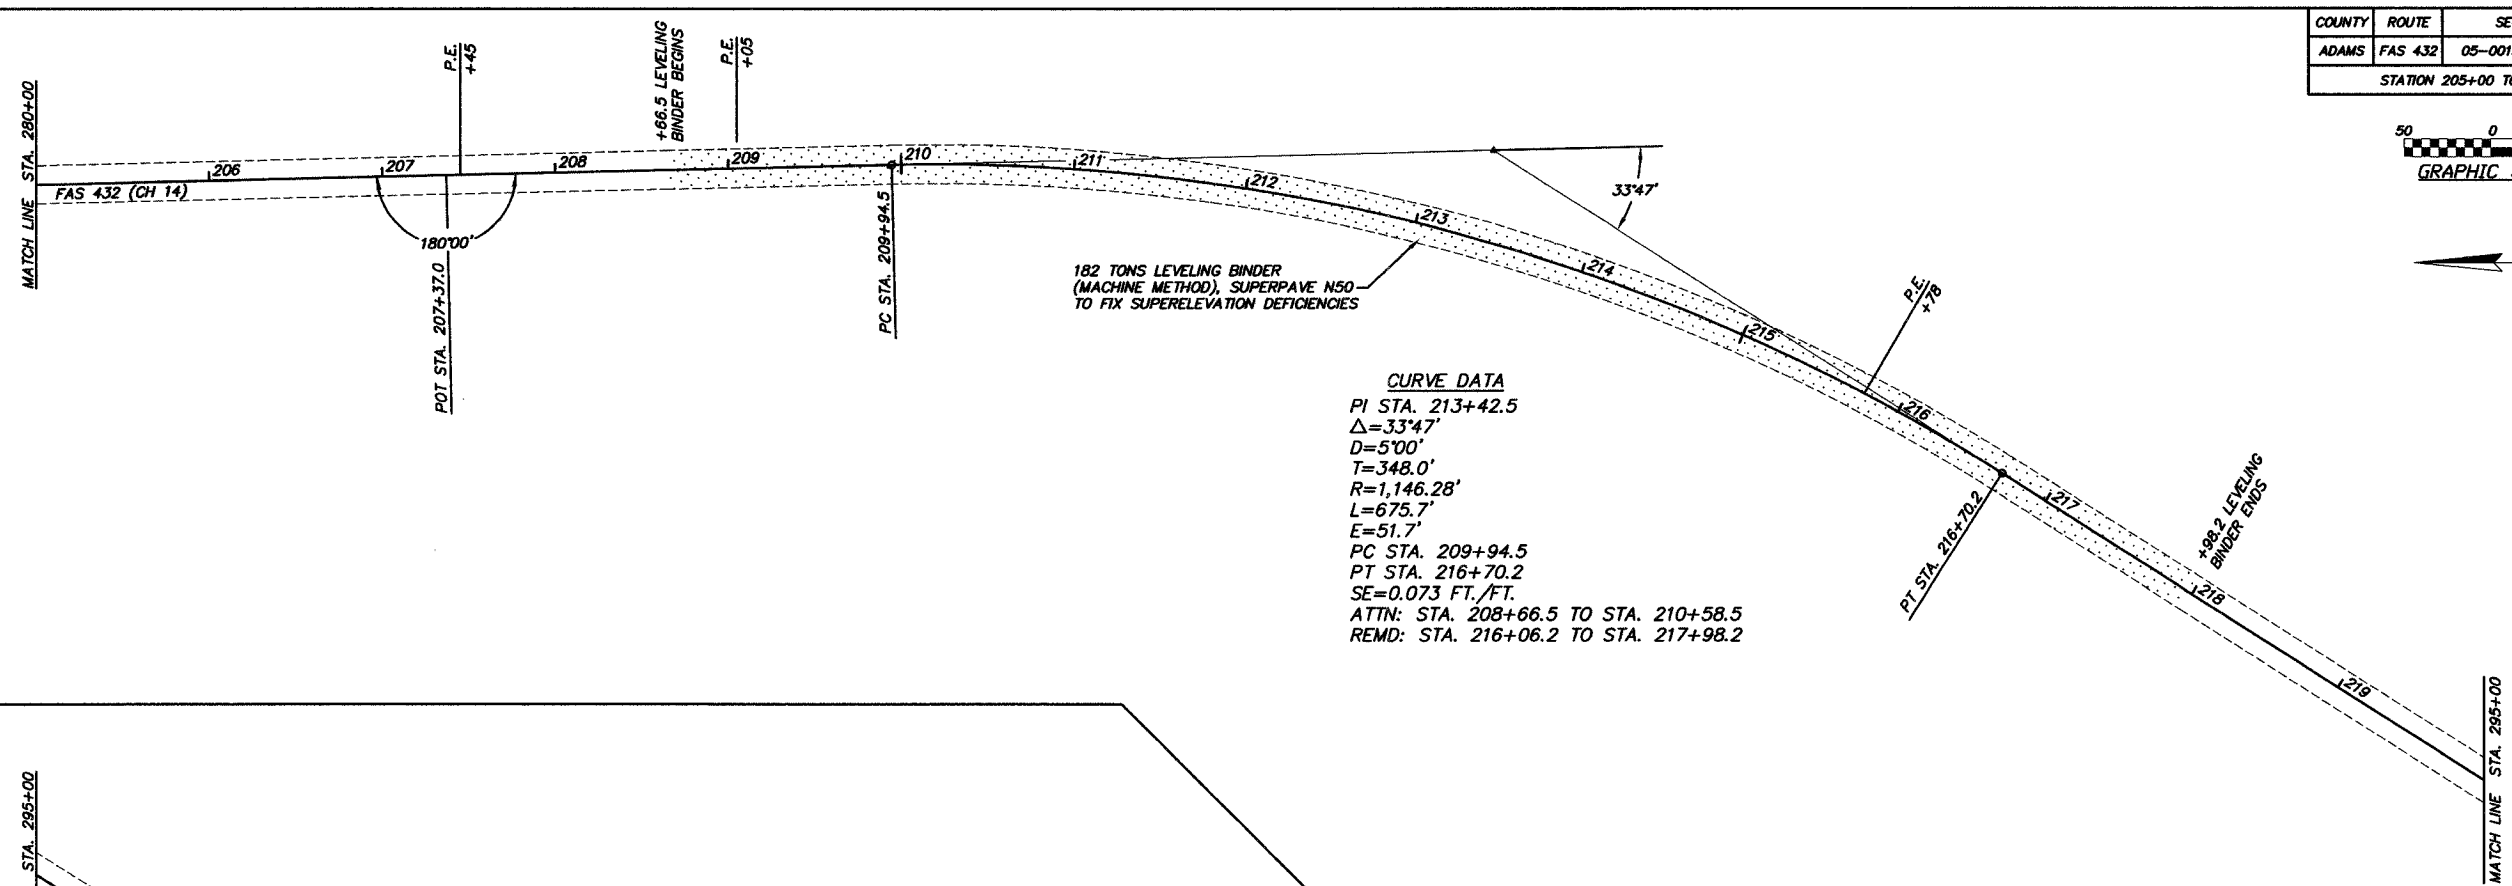 COUNTY ROUTE
ADAMS FAS 432
STATION 205+00
50 0
GRAPHIC
MATCH LINE STA. 280+00
FAS 432 (CH 14)
206
207
208
209
210
211
212
213
214
215
216
217
218
219
P.E.
+45
+66.5 LEVELING
BINDER BEGINS
P.E.
+05
180°00'
POT STA. 207+37.0
PC STA. 209+94.5
33°47'
182 TONS LEVELING BINDER
(MACHINE METHOD), SUPERPAVE N50
TO FIX SUPERELEVATION DEFICIENCIES
P.E.
+78
CURVE DATA
PI STA. 213+42.5
△=33°47'
D=5°00'
T=348.0'
R=1,146.28'
L=675.7'
E=51.7'
PC STA. 209+94.5
PT STA. 216+70.2
SE=0.073 FT./FT.
ATTN: STA. 208+66.5 TO STA. 210+58.5
REMD: STA. 216+06.2 TO STA. 217+98.2
PT STA. 216+70.2
+98.2 LEVELING
BINDER ENDS
MATCH LINE STA. 295+00
STA. 295+00